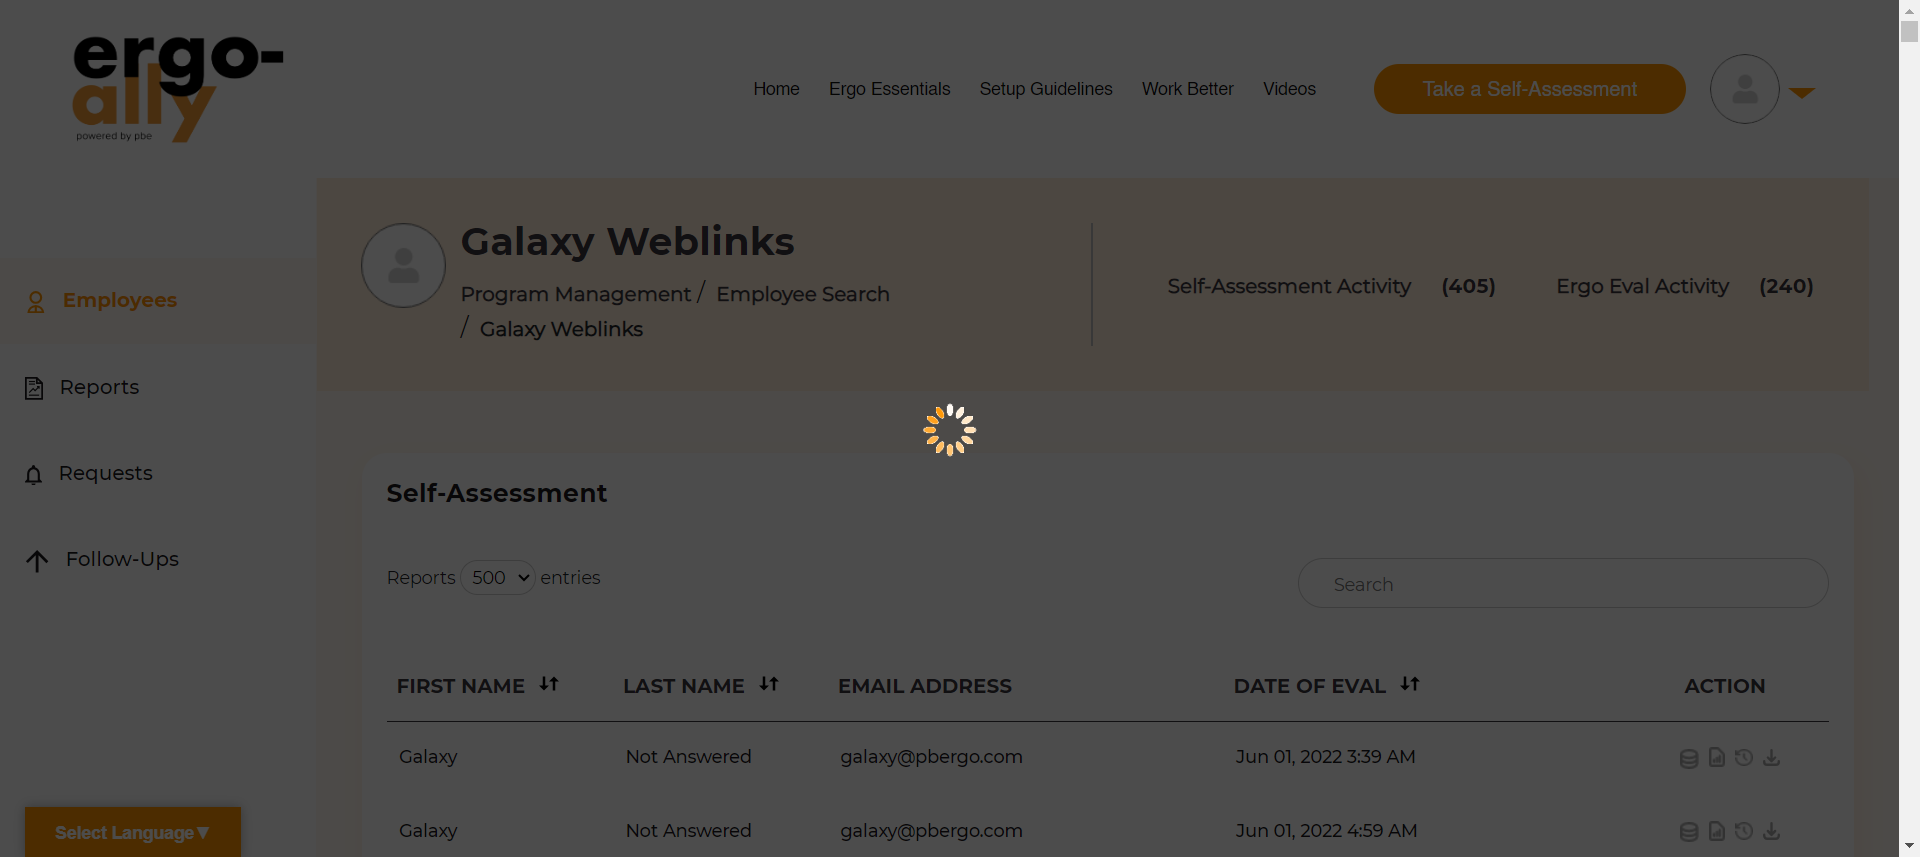 ergo-
ally
powered by pbe
Home Ergo Essentials Setup Guidelines Work Better Videos Take a Self-Assessment
Galaxy Weblinks
Program Management / Employee Search
/ Galaxy Weblinks
Self-Assessment Activity (405) Ergo Eval Activity (240)
Employees
Reports
Requests
Follow-Ups
Select Language▼
Self-Assessment
Reports 500 entries
Search
FIRST NAME LAST NAME EMAIL ADDRESS DATE OF EVAL ACTION
Galaxy Not Answered galaxy@pbergo.com Jun 01, 2022 3:39 AM
Galaxy Not Answered galaxy@pbergo.com Jun 01, 2022 4:59 AM